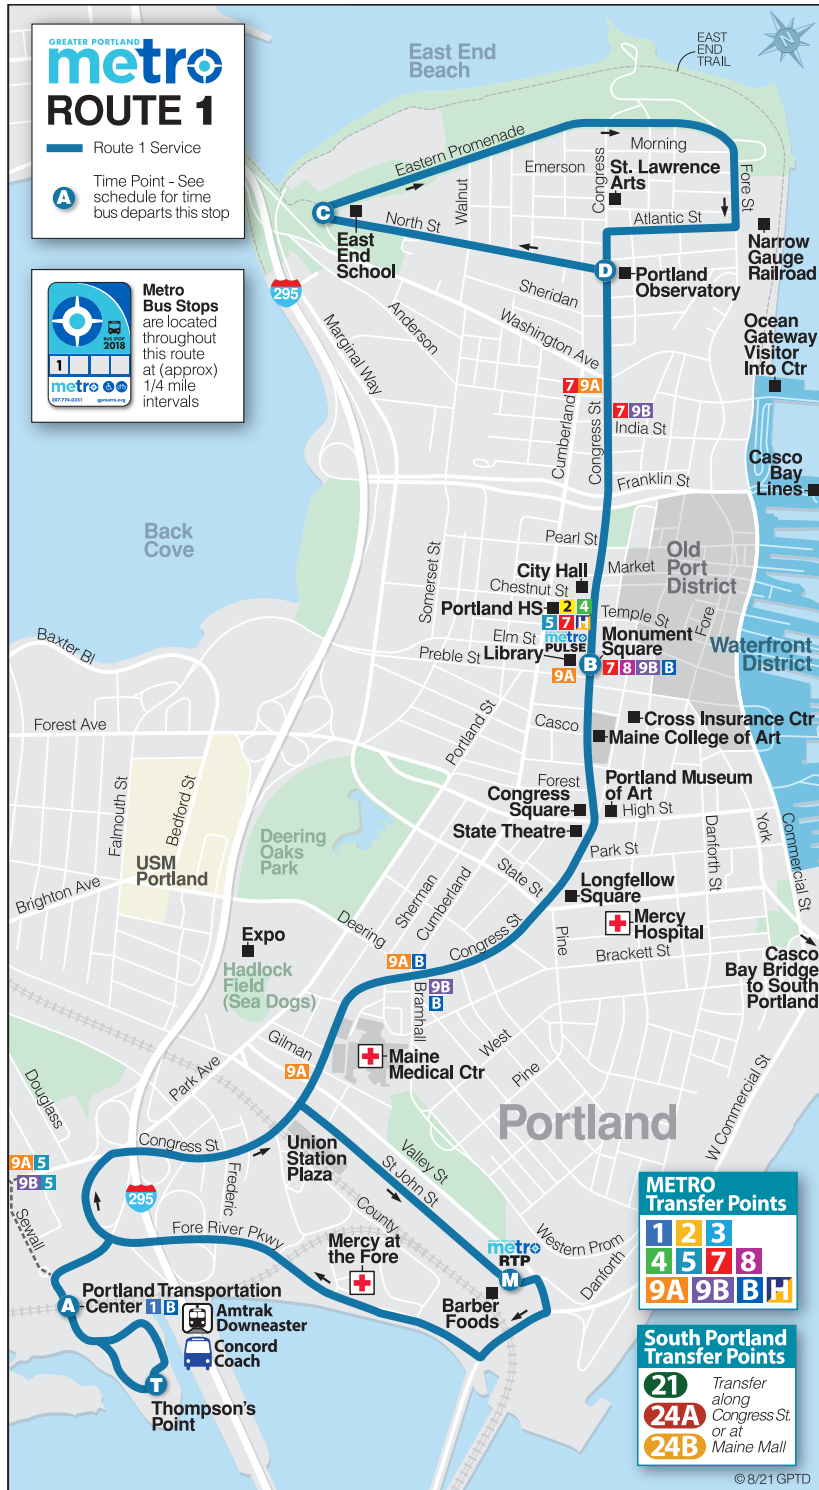 GREATER PORTLAND
metro
ROUTE 1
Route 1 Service
A
Time Point - See
schedule for time
bus departs this stop
Metro
Bus Stops
are located
throughout
this route
at (approx)
1/4 mile
intervals
BUS STOP
2018
1
metro
207.774.0351
gpmetro.org
East End
Beach
EAST
END
TRAIL
N
Eastern Promenade
Morning
Emerson
Congress
St. Lawrence
Arts
Walnut
Fore St
C
North St
Atlantic St
East
End
School
Narrow
Gauge
Railroad
D
Portland
Observatory
295
Sheridan
Anderson
Washington Ave
Marginal Way
Ocean
Gateway
Visitor
Info Ctr
7 9A
7 9B
Cumberland
Congress St
India St
Casco
Bay
Lines
Franklin St
Back
Cove
Pearl St
Somerset St
Market
Old
Port
District
City Hall
Chestnut St
Portland HS
2 4
5 7 H
Temple St
Fore
Elm St
metro
PULSE
Monument
Square
Preble St
Library
B
9A
7 8 9B B
Waterfront
District
Baxter Bl
Forest Ave
Portland St
Casco
Cross Insurance Ctr
Maine College of Art
Falmouth St
Bedford St
Forest
Portland Museum
of Art
Congress
Square
High St
State Theatre
Deering
Oaks
Park
Park St
Danforth St
York
Commercial St
USM
Portland
Brighton Ave
State St
Sherman
Cumberland
Longfellow
Square
Deering
Mercy
Hospital
Congress St
Pine
Brackett St
Expo
Hadlock
Field
(Sea Dogs)
9A B
9B
B
Bramhall
Casco
Bay Bridge
to South
Portland
Gilman
West
Maine
Medical Ctr
Pine
9A
Park Ave
Douglass
Portland
W Commercial St
Congress St
Union
Station
Plaza
Valley St
St John St
9A 5
9B 5
Frederic
295
County
Sewall
Fore River Pkwy
Mercy at
the Fore
GREATER PORTLAND
metro
RTP
Western Prom
Danforth
M
Barber
Foods
A
Portland Transportation
Center 1 B
Amtrak
Downeaster
Concord
Coach
T
Thompson's
Point
METRO
Transfer Points
1 2 3
4 5 7 8
9A 9B B H
South Portland
Transfer Points
21
24A
24B
Transfer
along
Congress St.
or at
Maine Mall
© 8/21 GPTD